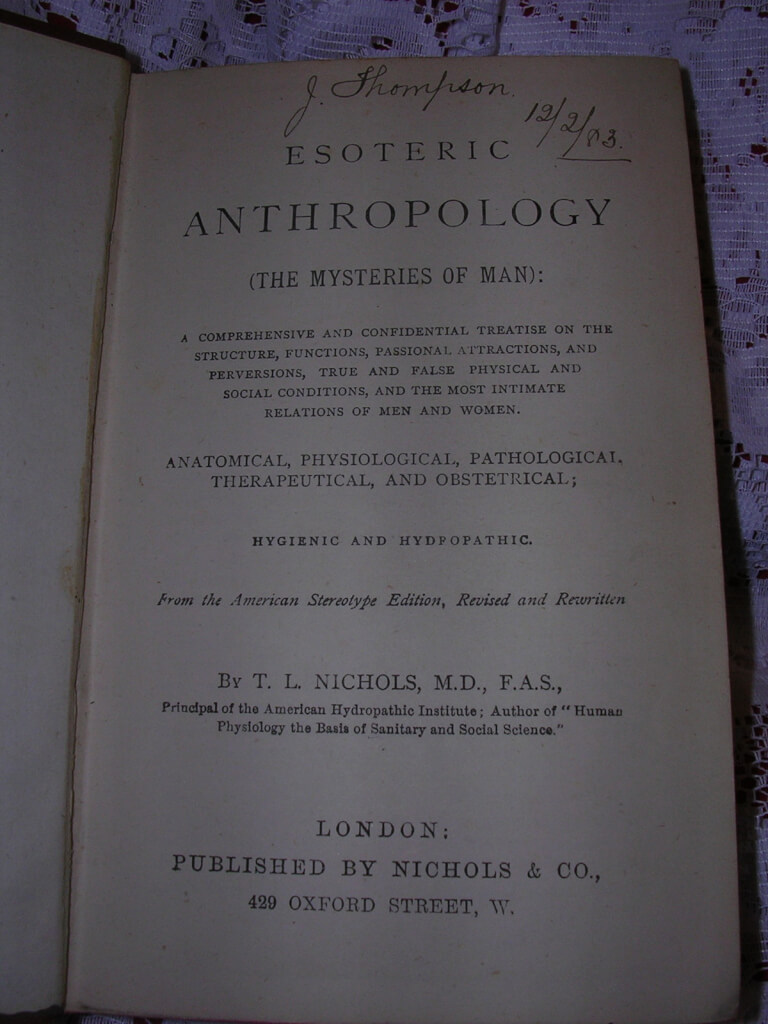 J. Thompson.
12/2/83.
ESOTERIC
ANTHROPOLOGY
(THE MYSTERIES OF MAN):
A COMPREHENSIVE AND CONFIDENTIAL TREATISE ON THE
STRUCTURE, FUNCTIONS, PASSIONAL ATTRACTIONS, AND
PERVERSIONS, TRUE AND FALSE PHYSICAL AND
SOCIAL CONDITIONS, AND THE MOST INTIMATE
RELATIONS OF MEN AND WOMEN.
ANATOMICAL, PHYSIOLOGICAL, PATHOLOGICAL,
THERAPEUTICAL, AND OBSTETRICAL;
HYGIENIC AND HYDROPATHIC.
From the American Stereotype Edition, Revised and Rewritten
BY T. L. NICHOLS, M.D., F.A.S.,
Principal of the American Hydropathic Institute; Author of "Human
Physiology the Basis of Sanitary and Social Science."
LONDON:
PUBLISHED BY NICHOLS & CO.,
429 OXFORD STREET, W.